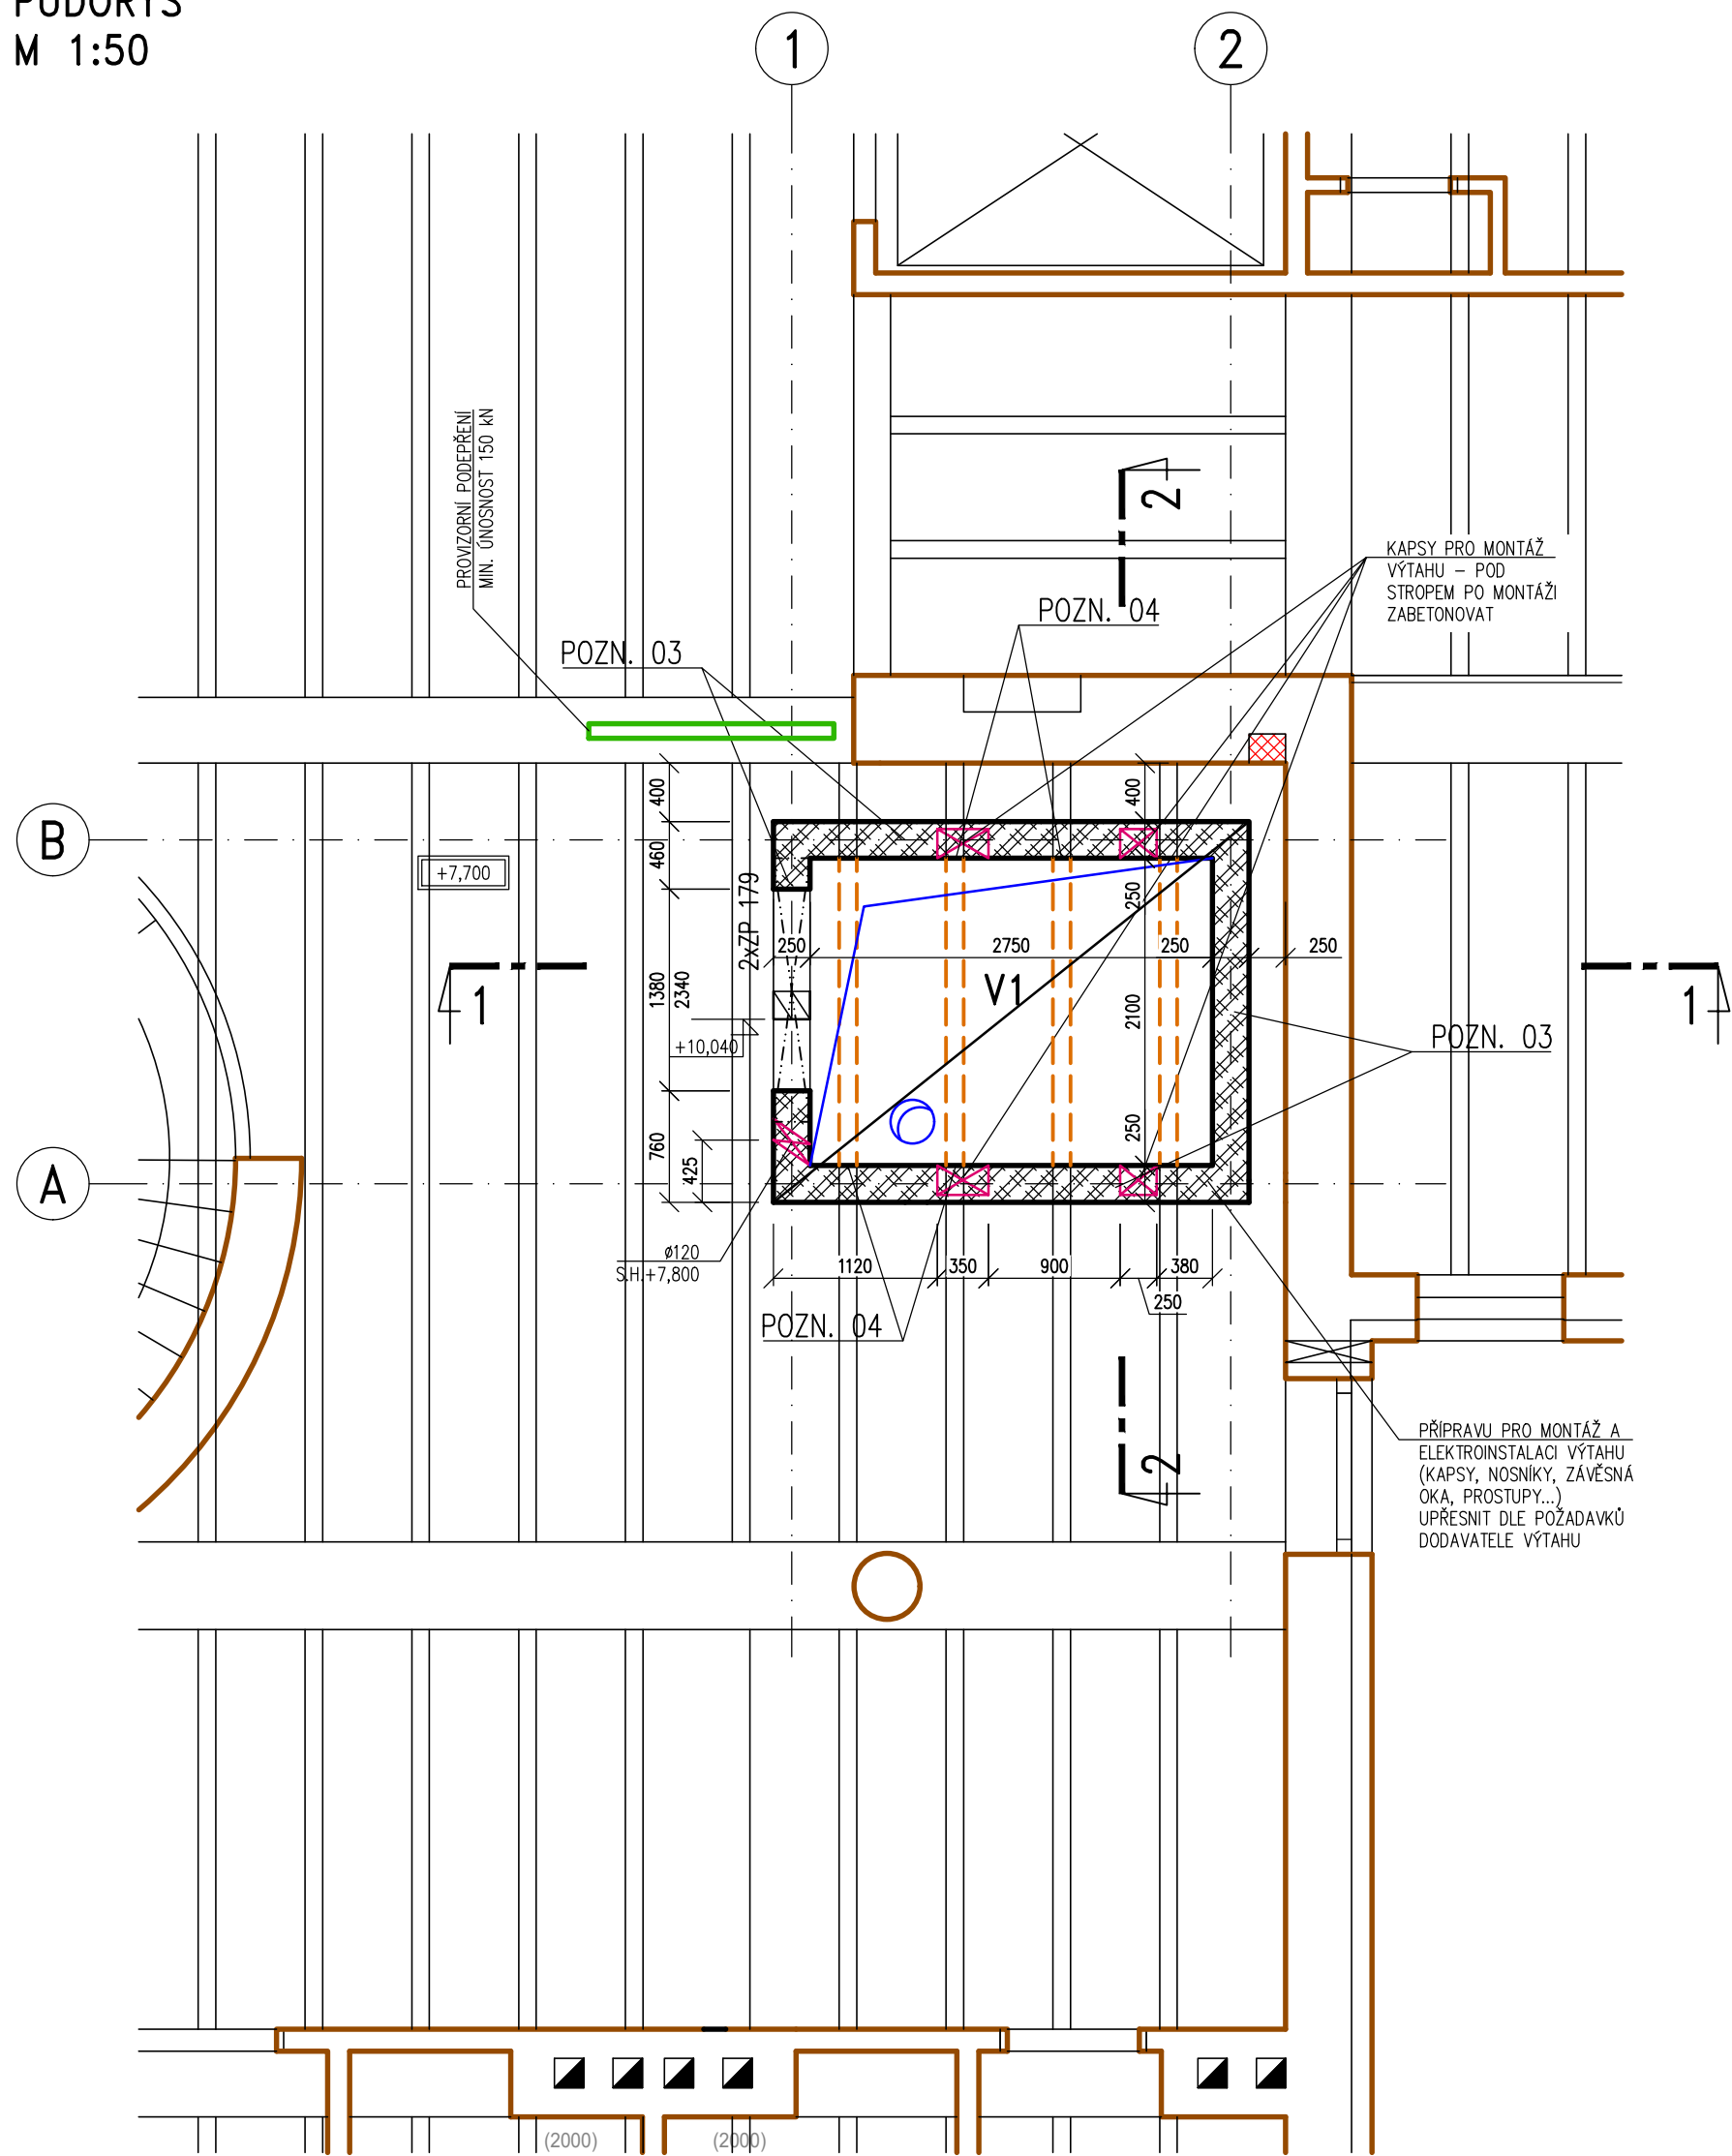 PŮDORYS
M 1:50
1
2
PROVIZORNÍ PODEPŘENÍ
MIN. ÚNOSNOST 150 kN
2
KAPSY PRO MONTÁŽ
VÝTAHU – POD
STROPEM PO MONTÁŽI
ZABETONOVAT
POZN. 04
POZN. 03
400
400
B
460
+7,700
2xZP 179
250
250
2750
250
250
1
V1
1
1380
2340
2100
+10,040
POZN. 03
250
760
425
A
ø120
S.H.+7,800
1120
350
900
380
250
POZN. 04
2
PŘÍPRAVU PRO MONTÁŽ A
ELEKTROINSTALACI VÝTAHU
(KAPSY, NOSNÍKY, ZÁVĚSNÁ
OKA, PROSTUPY...)
UPŘESNIT DLE POŽADAVKŮ
DODAVATELE VÝTAHU
(2000)
(2000)